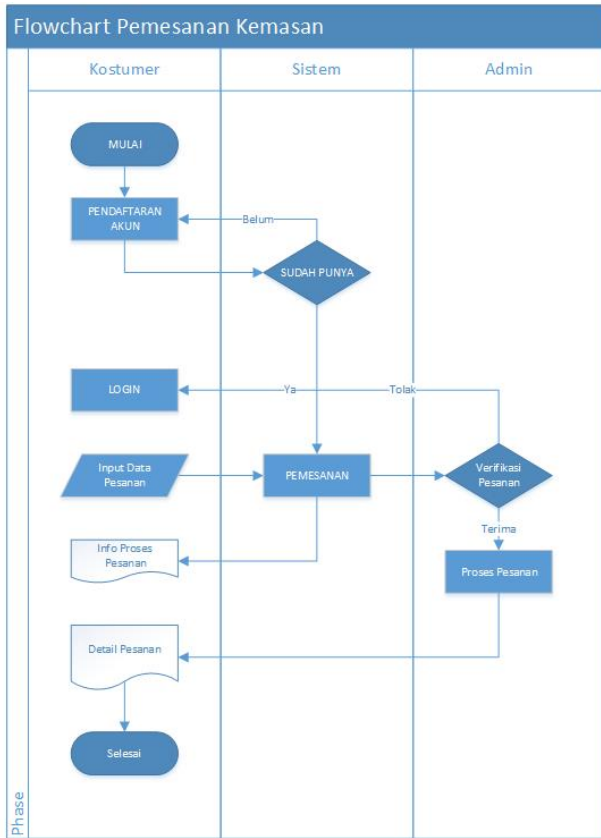 Flowchart Pemesanan Kemasan
Kostumer
Sistem
Admin
MULAI
PENDAFTARAN
AKUN
Belum
SUDAH PUNYA
LOGIN
Ya
Tolak
Input Data
Pesanan
PEMESANAN
Verifikasi
Pesanan
Terima
Info Proses
Pesanan
Proses Pesanan
Detail Pesanan
Selesai
Phase